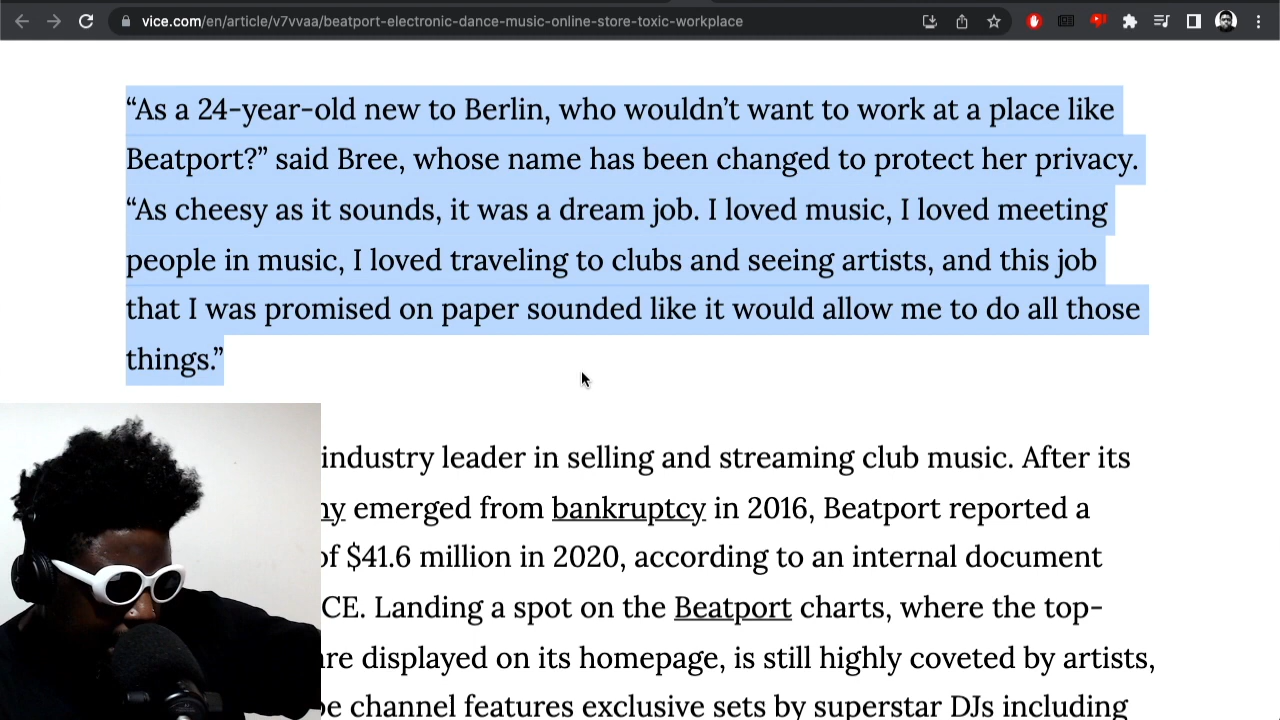 vice.com/en/article/v7vvaa/beatport-electronic-dance-music-online-store-toxic-workplace
“As a 24-year-old new to Berlin, who wouldn’t want to work at a place like
Beatport?” said Bree, whose name has been changed to protect her privacy.
“As cheesy as it sounds, it was a dream job. I loved music, I loved meeting
people in music, I loved traveling to clubs and seeing artists, and this job
that I was promised on paper sounded like it would allow me to do all those
things.”
industry leader in selling and streaming club music. After its
ny emerged from bankruptcy in 2016, Beatport reported a
of $41.6 million in 2020, according to an internal document
CE. Landing a spot on the Beatport charts, where the top-
re displayed on its homepage, is still highly coveted by artists,
be channel features exclusive sets by superstar DJs including